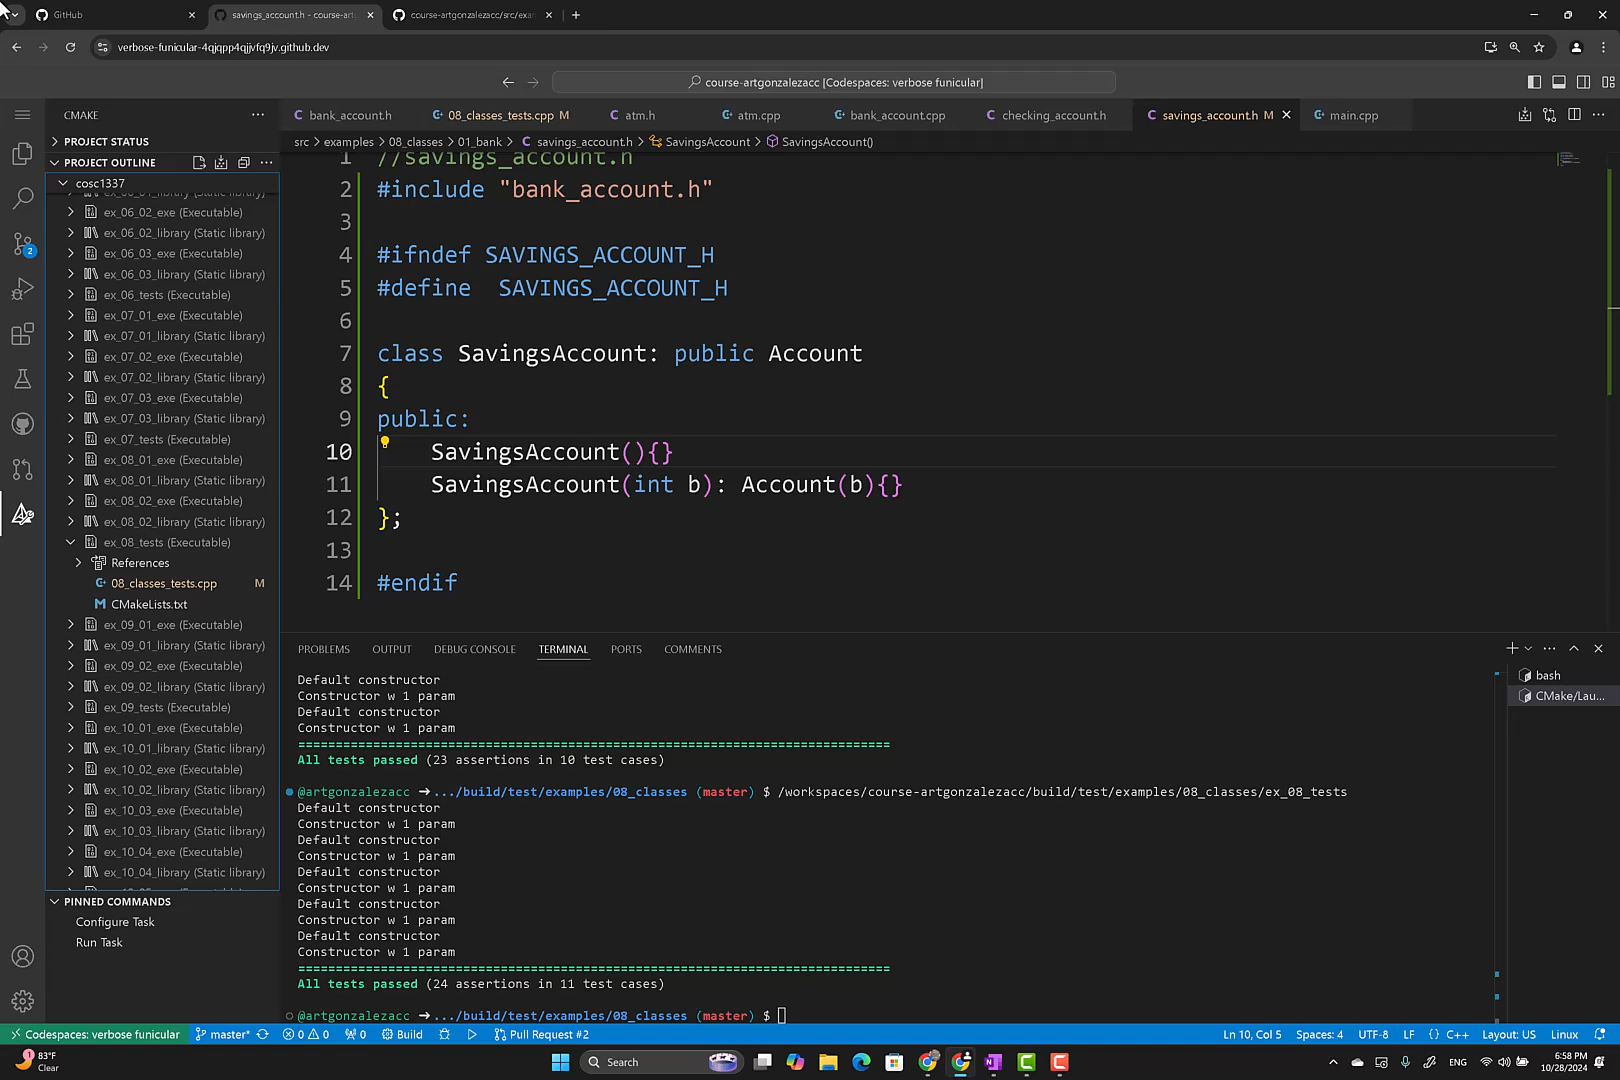 GitHub
savings_account.h - course-art
course-artgonzalezacc/src/exam
verbose-funicular-4qjqpp4qjjvfq9jv.github.dev
course-artgonzalezacc [Codespaces: verbose funicular]
CMAKE
PROJECT STATUS
PROJECT OUTLINE
cosc1337
ex_06_02_exe (Executable)
ex_06_02_library (Static library)
ex_06_03_exe (Executable)
ex_06_03_library (Static library)
ex_06_tests (Executable)
ex_07_01_exe (Executable)
ex_07_01_library (Static library)
ex_07_02_exe (Executable)
ex_07_02_library (Static library)
ex_07_03_exe (Executable)
ex_07_03_library (Static library)
ex_07_tests (Executable)
ex_08_01_exe (Executable)
ex_08_01_library (Static library)
ex_08_02_exe (Executable)
ex_08_02_library (Static library)
ex_08_tests (Executable)
References
08_classes_tests.cpp M
CMakeLists.txt
ex_09_01_exe (Executable)
ex_09_01_library (Static library)
ex_09_02_exe (Executable)
ex_09_02_library (Static library)
ex_09_tests (Executable)
ex_10_01_exe (Executable)
ex_10_01_library (Static library)
ex_10_02_exe (Executable)
ex_10_02_library (Static library)
ex_10_03_exe (Executable)
ex_10_03_library (Static library)
ex_10_04_exe (Executable)
ex_10_04_library (Static library)
PINNED COMMANDS
Configure Task
Run Task
bank_account.h
08_classes_tests.cpp M
atm.h
atm.cpp
bank_account.cpp
checking_account.h
savings_account.h M
main.cpp
src > examples > 08_classes > 01_bank > savings_account.h > SavingsAccount > SavingsAccount()
1 //savings_account.h
2 #include "bank_account.h"
3
4 #ifndef SAVINGS_ACCOUNT_H
5 #define  SAVINGS_ACCOUNT_H
6
7 class SavingsAccount: public Account
8 {
9 public:
10     SavingsAccount(){}
11     SavingsAccount(int b): Account(b){}
12 };
13
14 #endif
PROBLEMS OUTPUT DEBUG CONSOLE TERMINAL PORTS COMMENTS
Default constructor
Constructor w 1 param
Default constructor
Constructor w 1 param
===============================================================================
All tests passed (23 assertions in 10 test cases)
@artgonzalezacc ➜.../build/test/examples/08_classes (master) $ /workspaces/course-artgonzalezacc/build/test/examples/08_classes/ex_08_tests
Default constructor
Constructor w 1 param
Default constructor
Constructor w 1 param
Default constructor
Constructor w 1 param
Default constructor
Constructor w 1 param
Default constructor
Constructor w 1 param
===============================================================================
All tests passed (24 assertions in 11 test cases)
@artgonzalezacc ➜.../build/test/examples/08_classes (master) $
bash
CMake/Lau...
2
Codespaces: verbose funicular
master*
0 0
0
Build
Pull Request #2
Ln 10, Col 5
Spaces: 4
UTF-8
LF
{} C++
Layout: US
Linux
1
83°F
Clear
Search
ENG
6:58 PM
10/28/2024